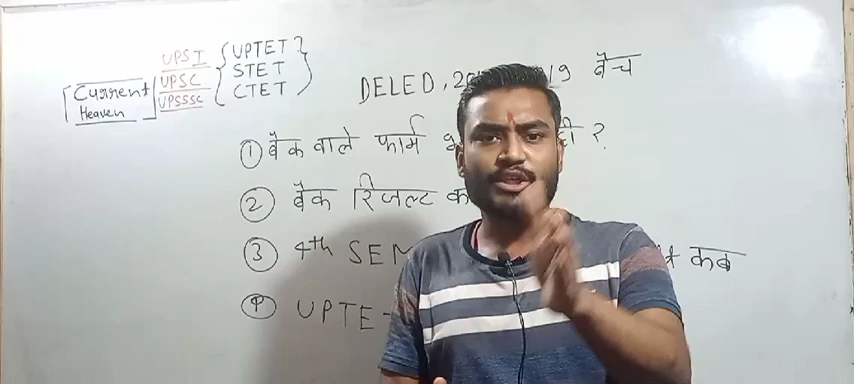 UPSI
UPSC
UPSSSC
UPTET
STET
CTET
Current
Heaven
DELED, 20 19 बैच
① बैक वाले फार्म ?
② बैक रिजल्ट क
③ 4th SEM कब
④ UPTE